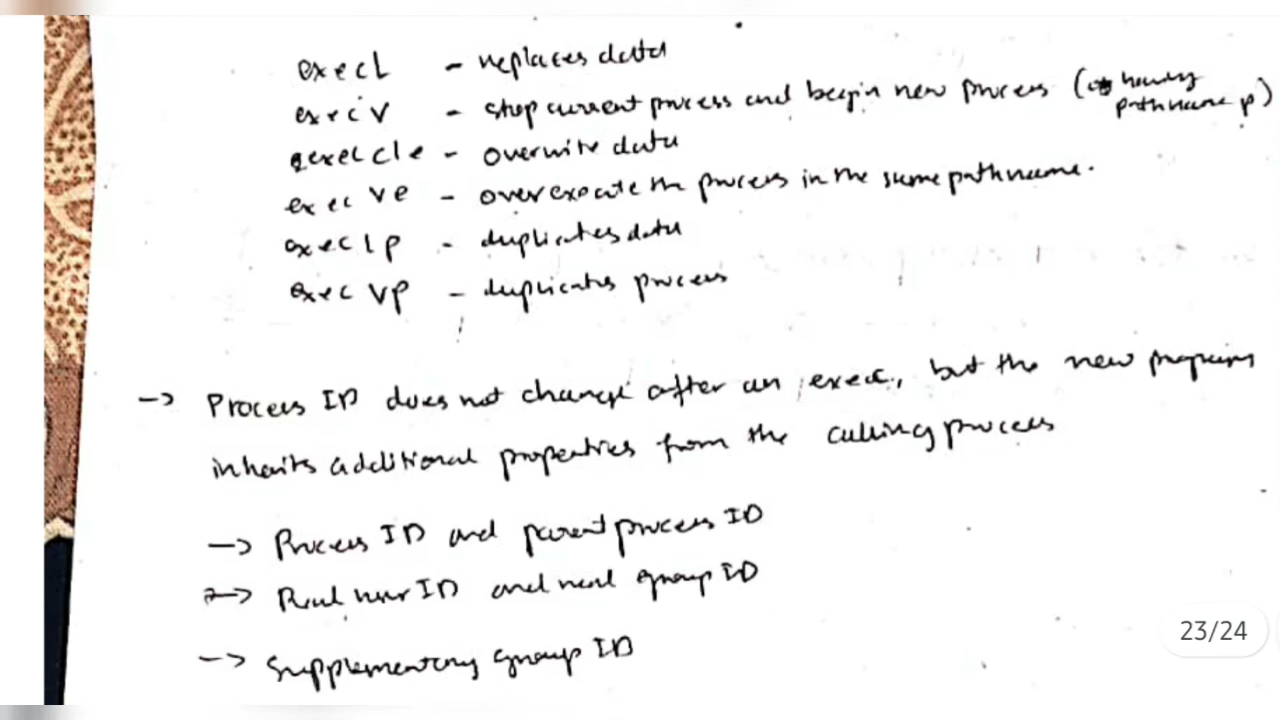 execl - replaces data
execv - stop current process and begin new process (having
pathname p)
execle - overwrite data
execve - over execute the process in the same pathname.
execlp - duplicates data
execvp - duplicates process
→ Process ID does not change after an exec, but the new program
inherits additional properties from the calling process
→ Process ID and parent process ID
→ Real user ID and real group ID
→ Supplementary group ID
23/24